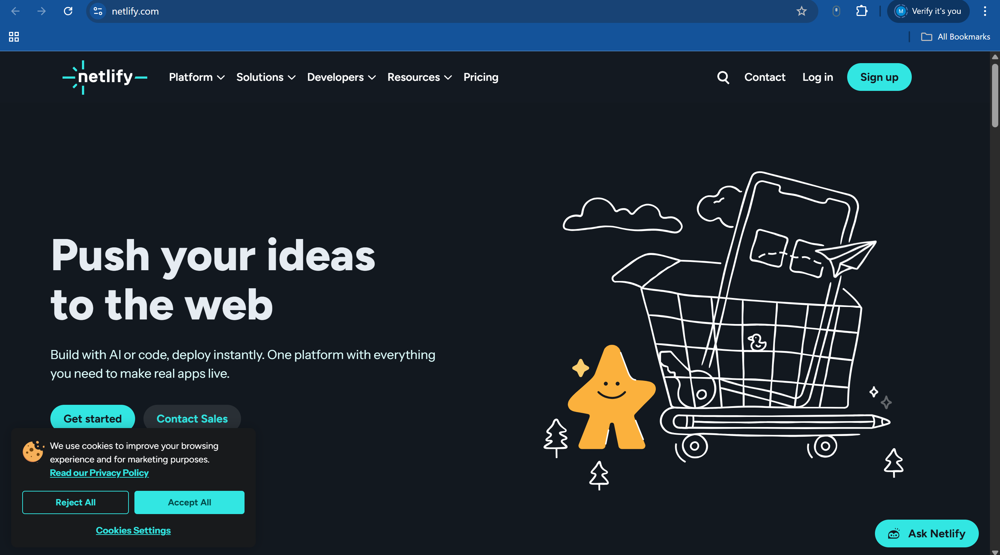 netlify.com
M
Verify it's you
All Bookmarks
netlify
Platform
Solutions
Developers
Resources
Pricing
Contact
Log in
Sign up
Push your ideas
to the web
Build with AI or code, deploy instantly. One platform with everything
you need to make real apps live.
Get started
Contact Sales
We use cookies to improve your browsing
experience and for marketing purposes.
Read our Privacy Policy
Reject All
Accept All
Cookies Settings
Ask Netlify